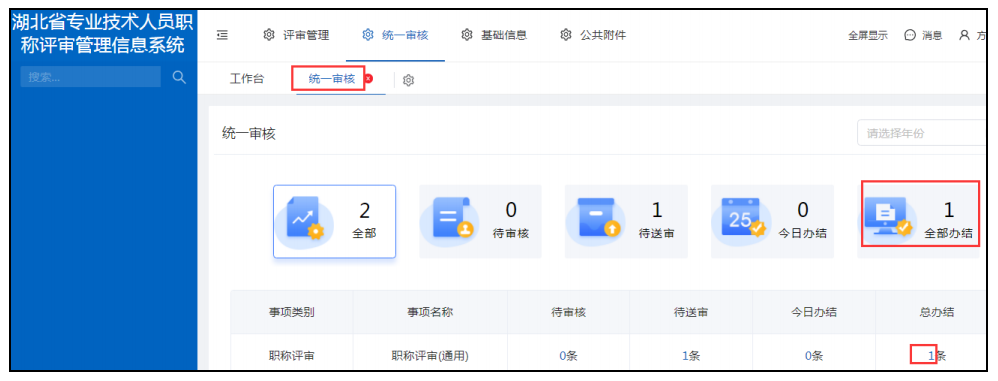 湖北省专业技术人员职
称评审管理信息系统
评审管理 统一审核 基础信息 公共附件 全屏显示 消息 方
搜索...
工作台 统一审核
统一审核 请选择年份
2 0 1 0 1
全部 待审核 待送审 25 今日办结 全部办结
事项类别 事项名称 待审核 待送审 今日办结 总办结
职称评审 职称评审(通用) 0条 1条 0条 1条